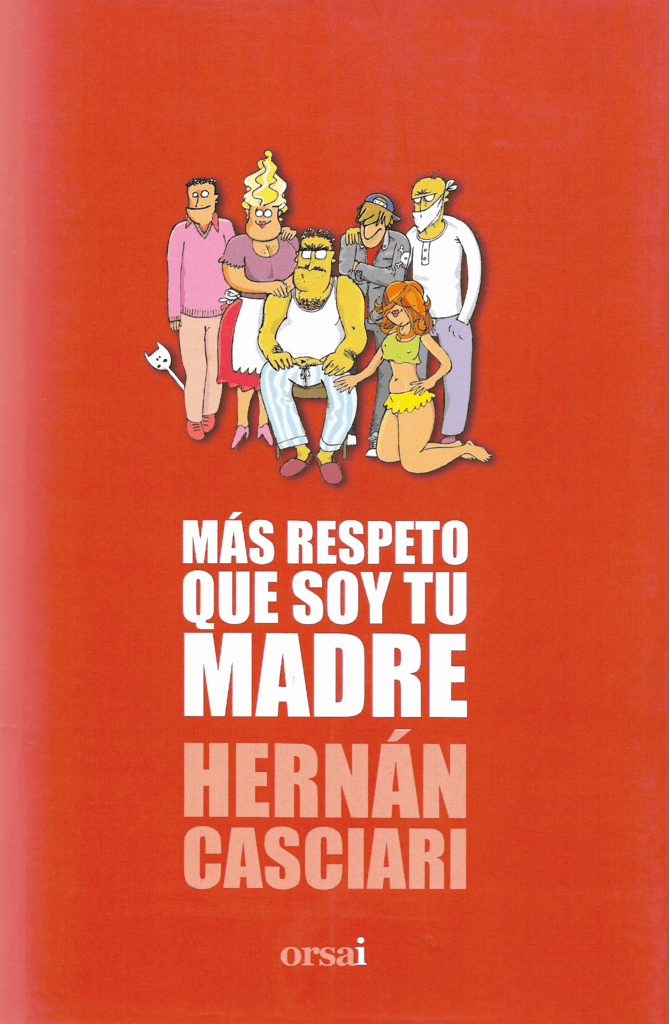 MÁS RESPETO
QUE SOY TU
MADRE
HERNÁN
CASCIARI
orsai